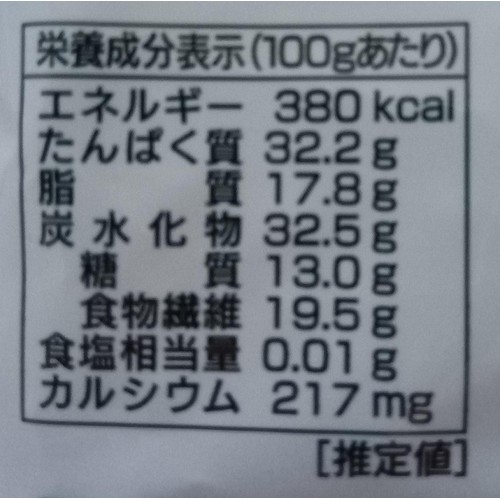 栄養成分表示(100gあたり)
エネルギー 380 kcal
たんぱく質 32.2 g
脂質 17.8 g
炭水化物 32.5 g
糖質 13.0 g
食物繊維 19.5 g
食塩相当量 0.01 g
カルシウム 217 mg
[推定値]